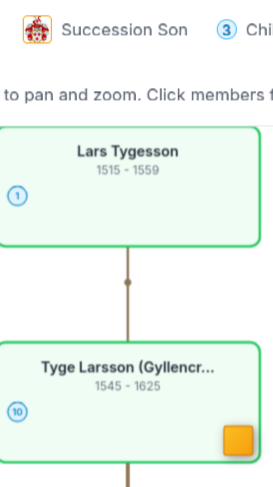 Succession Son 3 Chi
to pan and zoom. Click members f
Lars Tygesson
1515 - 1559
1
Tyge Larsson (Gyllencr...
1545 - 1625
10